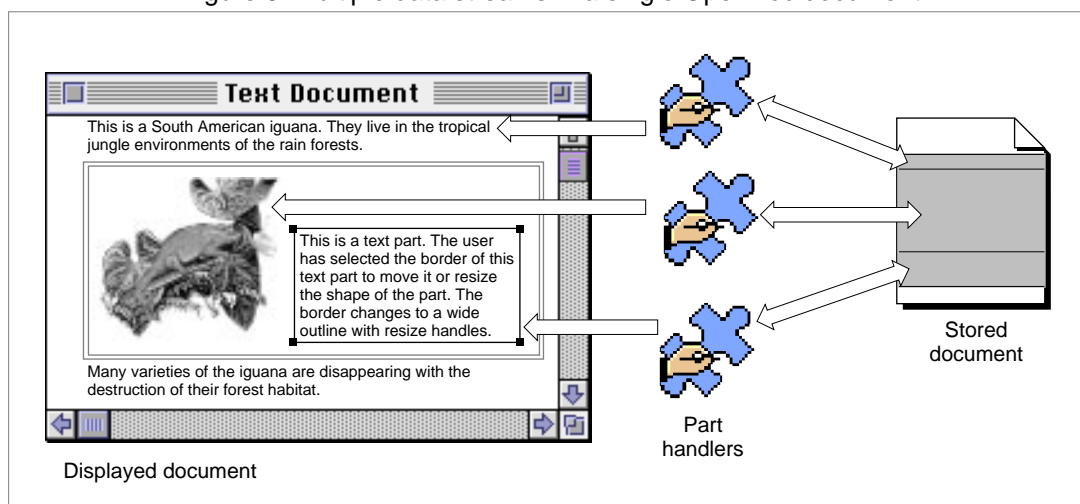 Text Document
This is a South American iguana. They live in the tropical
jungle environments of the rain forests.
This is a text part. The user
has selected the border of this
text part to move it or resize
the shape of the part. The
border changes to a wide
outline with resize handles.
Many varieties of the iguana are disappearing with the
destruction of their forest habitat.
Displayed document
Part
handlers
Stored
document